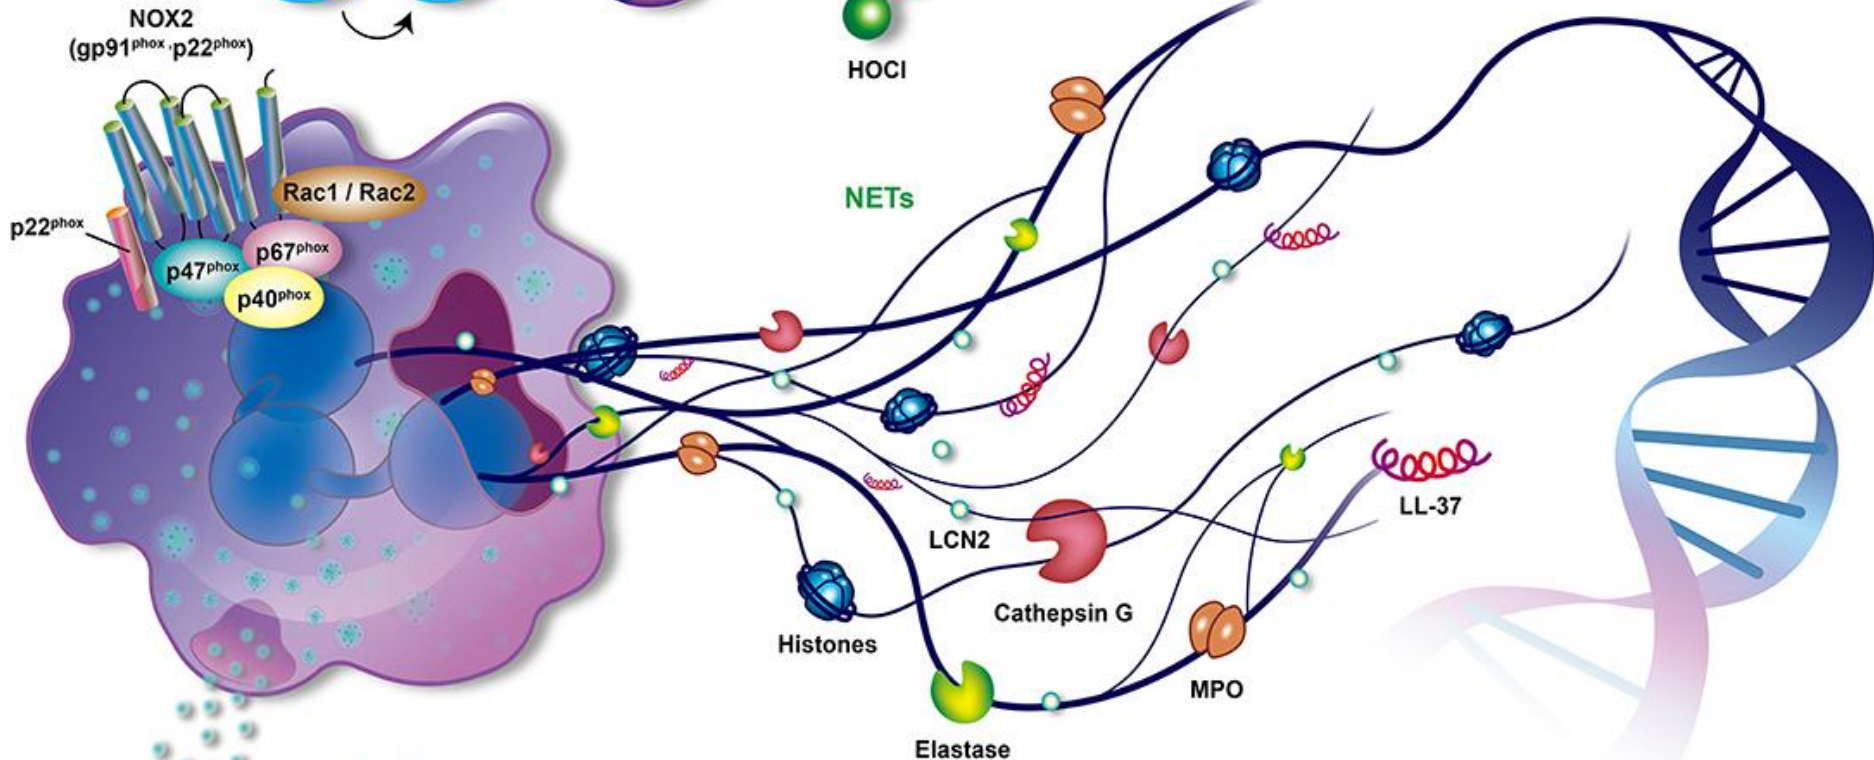 NOX2
(gp91phox·p22phox)
HOCl
Rac1 / Rac2
NETs
p22phox
p67phox
p47phox
p40phox
LL-37
LCN2
Cathepsin G
Histones
MPO
Elastase